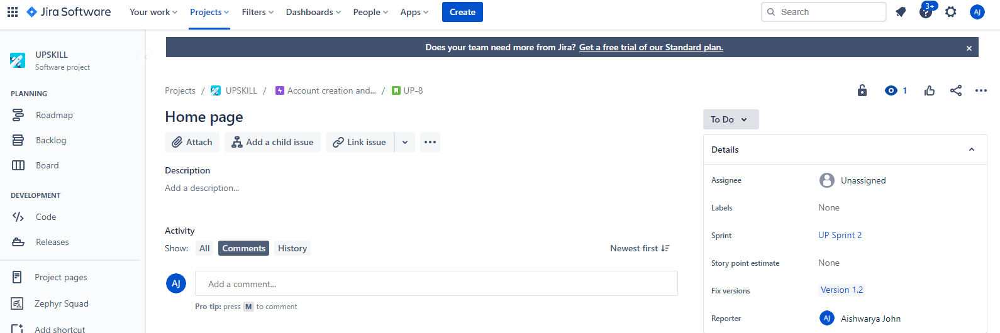 Jira Software Your work Projects Filters Dashboards People Apps Create Search 3+ AJ
Does your team need more from Jira? Get a free trial of our Standard plan.
UPSKILL
Software project
PLANNING
Roadmap
Backlog
Board
DEVELOPMENT
Code
Releases
Project pages
Zephyr Squad
Add shortcut
Projects / UPSKILL / Account creation and... / UP-8
1
Home page
Attach Add a child issue Link issue
Description
Add a description...
Activity
Show: All Comments History Newest first
AJ Add a comment...
Pro tip: press M to comment
To Do
Details
Assignee Unassigned
Labels None
Sprint UP Sprint 2
Story point estimate None
Fix versions Version 1.2
Reporter AJ Aishwarya John